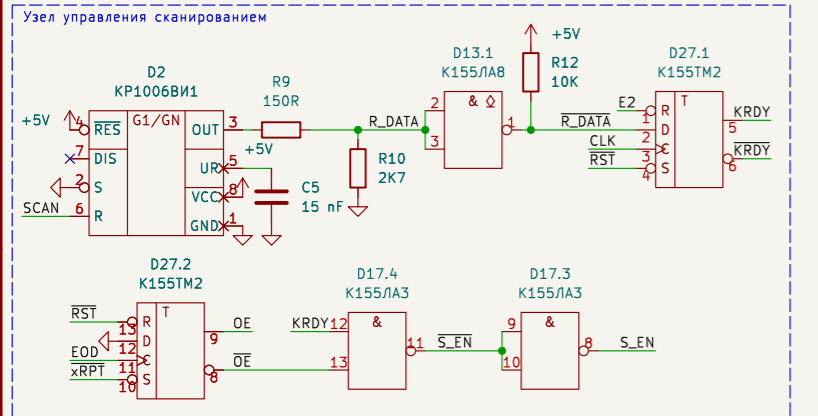 Узел управления сканированием
D2
КР1006ВИ1
+5V
4
RES
7
DIS
2
S
SCAN
6
R
G1/GN
OUT
3
UR
5
VCC
8
GND
1
+5V
R9
150R
C5
15 nF
R10
2K7
R_DATA
D13.1
К155ЛА8
2
3
&
1
+5V
R12
10K
R_DATA
D27.1
К155ТМ2
E2
1
R
D
2
CLK
C
3
RST
S
4
T
KRDY
5
KRDY
6
D27.2
К155ТМ2
RST
13
R
D
12
EOD
C
11
xRPT
S
10
T
OE
9
OE
8
D17.4
К155ЛА3
KRDY
12
13
&
11
S_EN
D17.3
К155ЛА3
9
10
&
8
S_EN